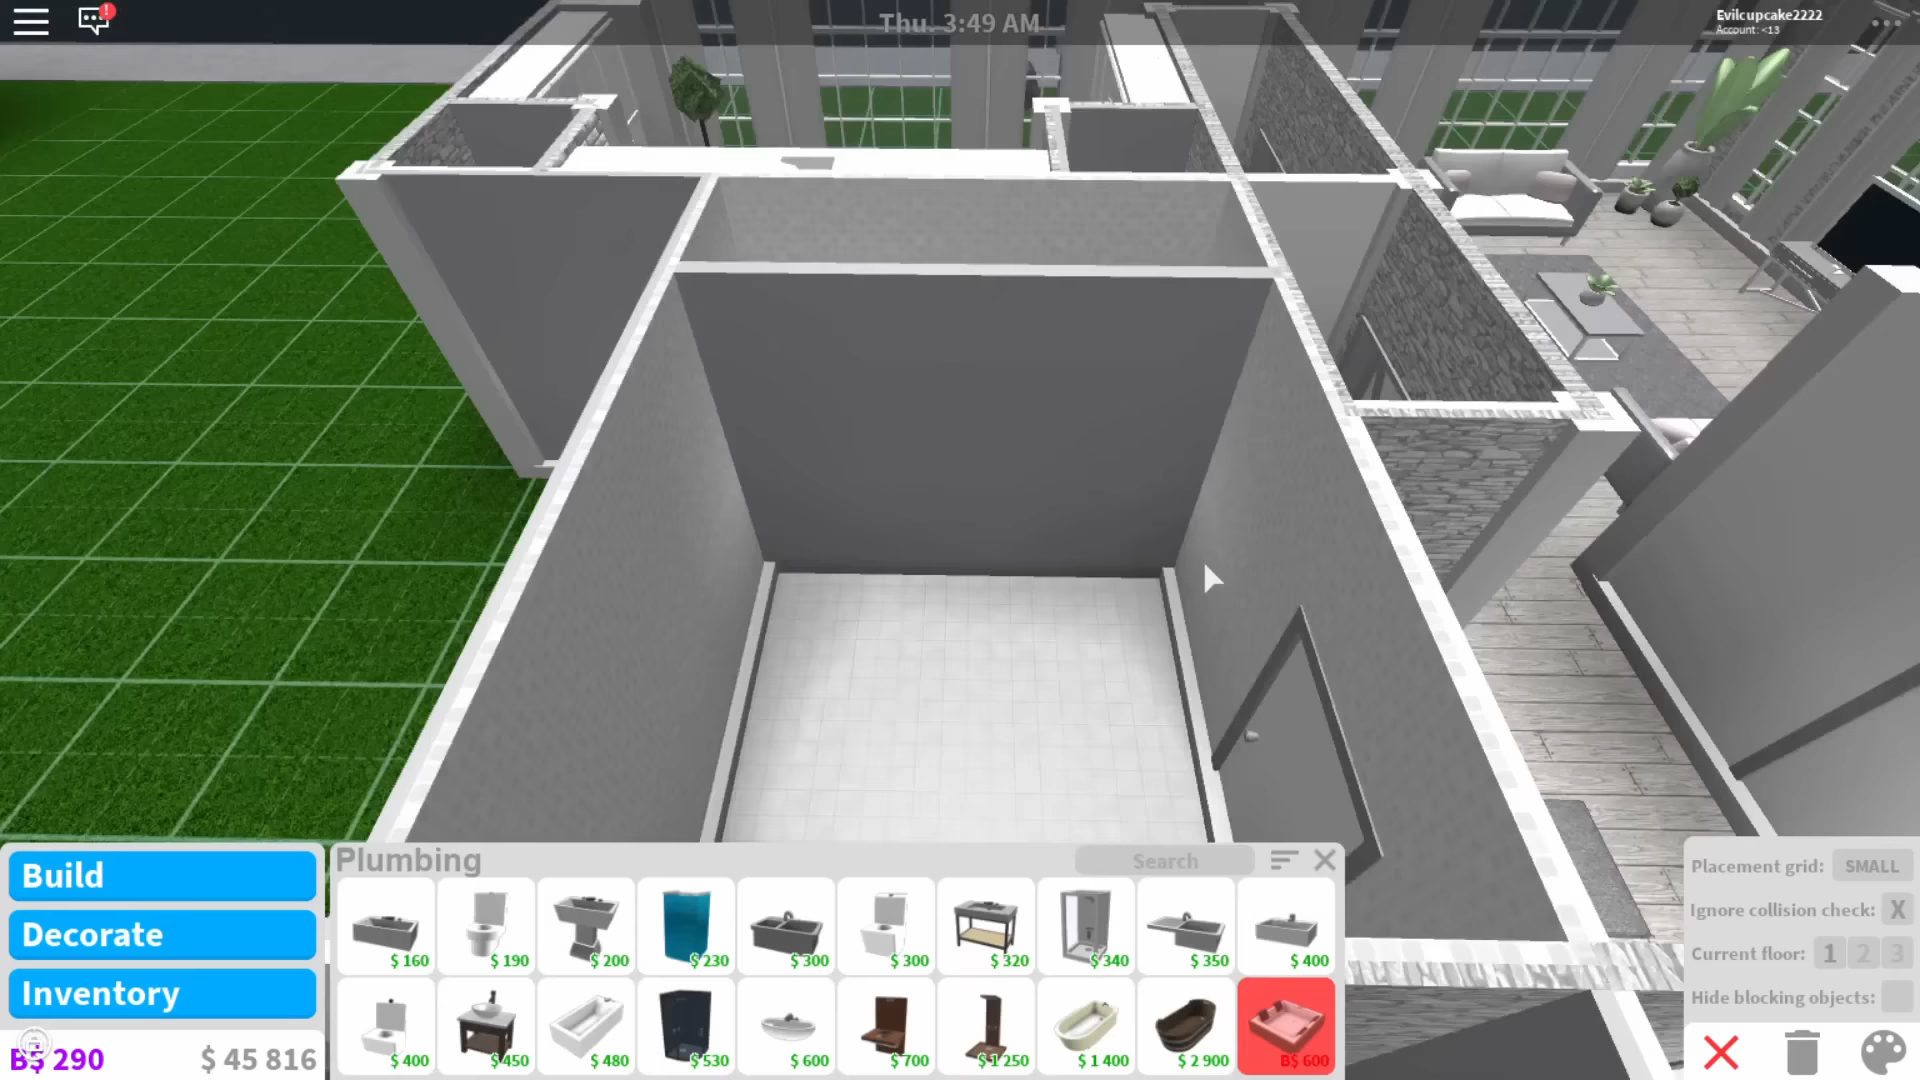 Thu. 3:49 AM
Evilcupcake2222
Account: <13
Build
Decorate
Inventory
B$ 290
$ 45 816
Plumbing
Search
$ 160
$ 190
$ 200
$ 230
$ 300
$ 300
$ 320
$ 340
$ 350
$ 400
$ 400
$ 450
$ 480
$ 530
$ 600
$ 700
$ 1 250
$ 1 400
$ 2 900
B$ 600
Placement grid: SMALL
Ignore collision check: X
Current floor: 1 2 3
Hide blocking objects: